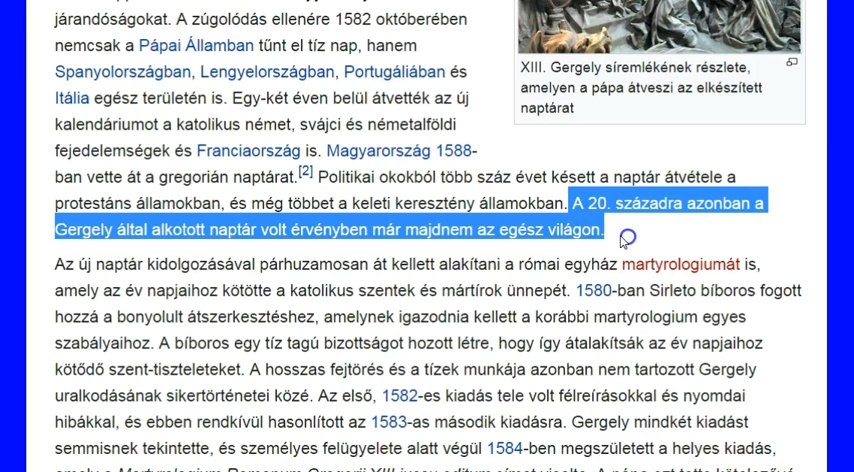 járandóságokat. A zúgolódás ellenére 1582 októberében
nemcsak a Pápai Államban tűnt el tíz nap, hanem
Spanyolországban, Lengyelországban, Portugáliában és
Itália egész területén is. Egy-két éven belül átvették az új
kalendáriumot a katolikus német, svájci és németalföldi
fejedelemségek és Franciaország is. Magyarország 1588-
ban vette át a gregorián naptárat.[2] Politikai okokból több száz évet késett a naptár átvétele a
protestáns államokban, és még többet a keleti keresztény államokban. A 20. századra azonban a
Gergely által alkotott naptár volt érvényben már majdnem az egész világon.
XIII. Gergely síremlékének részlete,
amelyen a pápa átveszi az elkészített
naptárat
Az új naptár kidolgozásával párhuzamosan át kellett alakítani a római egyház martyrologiumát is,
amely az év napjaihoz kötötte a katolikus szentek és mártírok ünnepét. 1580-ban Sirleto bíboros fogott
hozzá a bonyolult átszerkesztéshez, amelynek igazodnia kellett a korábbi martyrologium egyes
szabályaihoz. A bíboros egy tíz tagú bizottságot hozott létre, hogy így átalakítsák az év napjaihoz
kötődő szent-tiszteleteket. A hosszas fejtörés és a tízek munkája azonban nem tartozott Gergely
uralkodásának sikertörténetei közé. Az első, 1582-es kiadás tele volt félreírásokkal és nyomdai
hibákkal, és ebben rendkívül hasonlított az 1583-as második kiadásra. Gergely mindkét kiadást
semmisnek tekintette, és személyes felügyelete alatt végül 1584-ben megszületett a helyes kiadás,